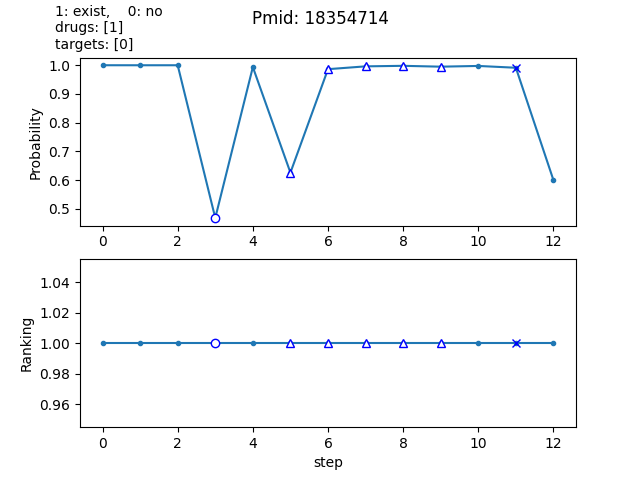 1: exist,    0: no
Pmid: 18354714
drugs: [1]
targets: [0]
1.0
0.9
0.8
0.7
0.6
0.5
Probability
0 2 4 6 8 10 12
1.04
1.02
1.00
0.98
0.96
Ranking
0 2 4 6 8 10 12
step